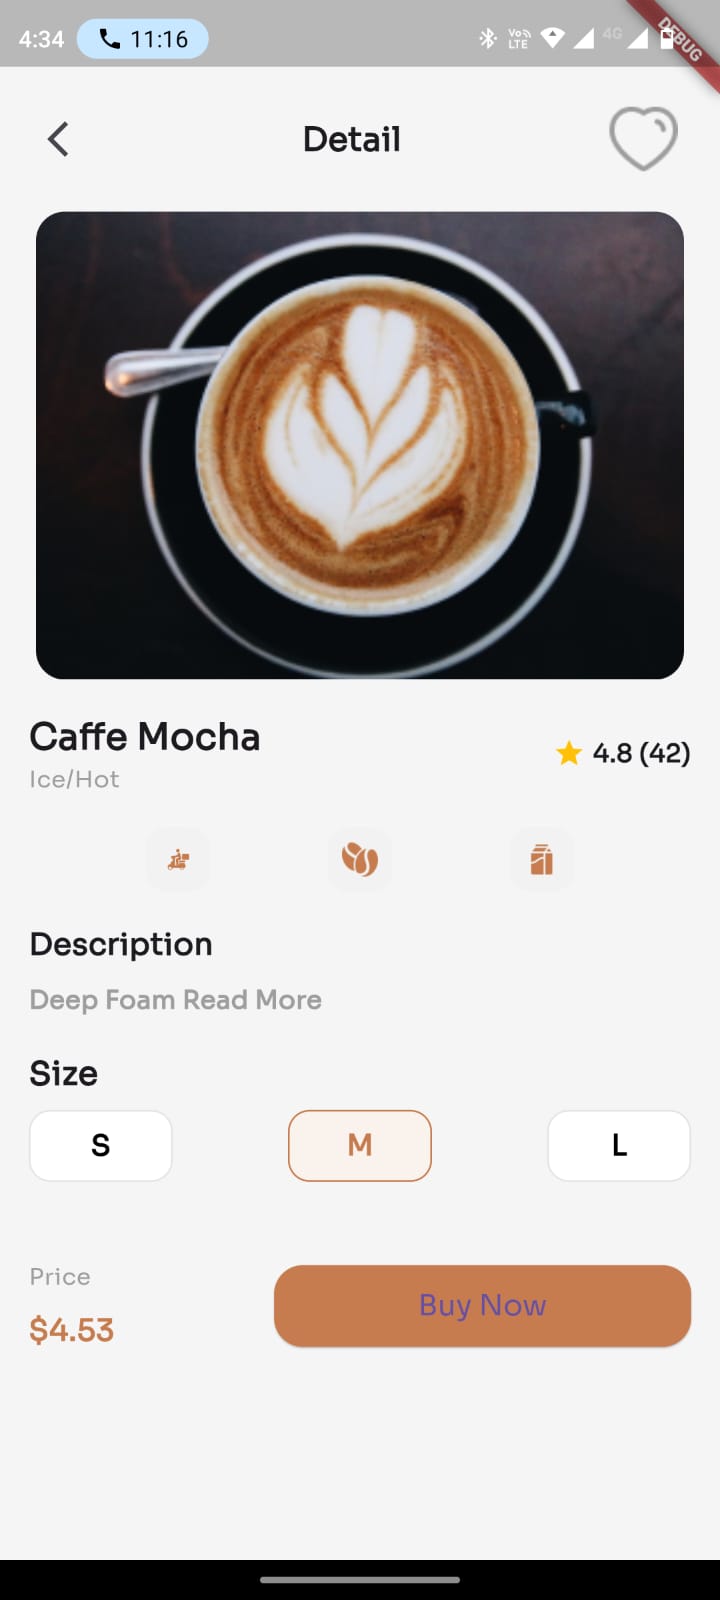 4:34 11:16 Vo LTE 4G DEBUG
Detail
Caffe Mocha
4.8 (42)
Ice/Hot
Description
Deep Foam Read More
Size
S M L
Price
Buy Now
$4.53